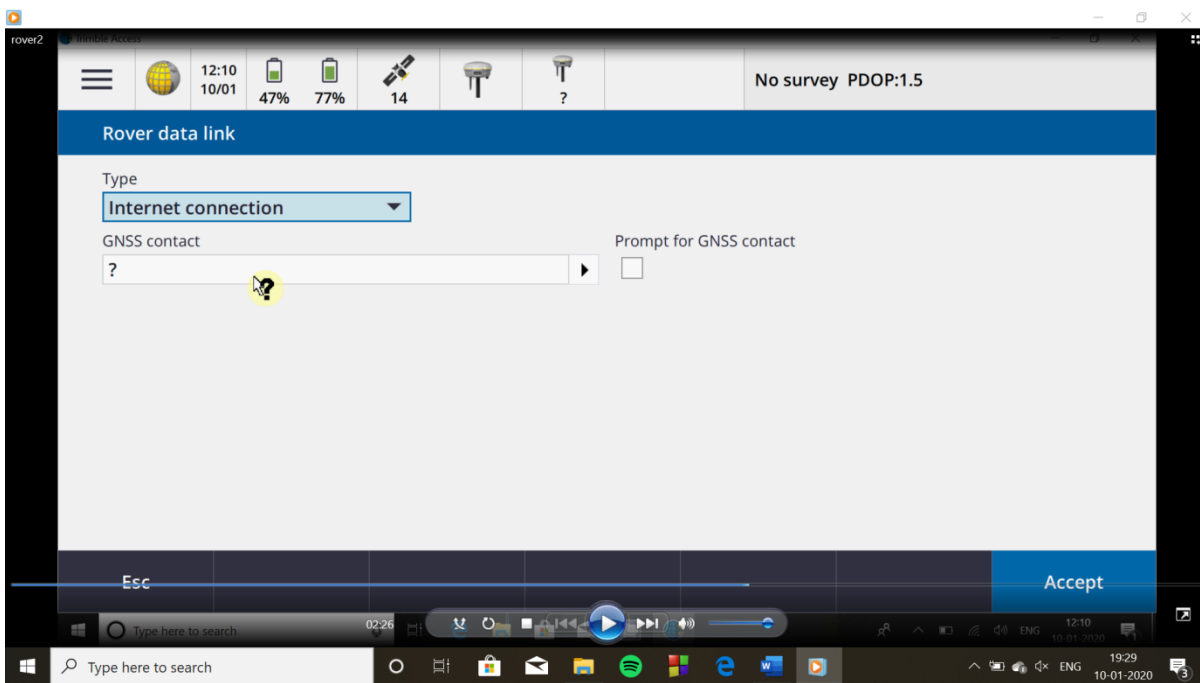 rover2
Trimble Access
12:10
10/01
47%
77%
14
?
No survey PDOP:1.5
Rover data link
Type
Internet connection
GNSS contact
Prompt for GNSS contact
?
Esc
Accept
Type here to search
02:26
ENG
12:10
10-01-2020
Type here to search
ENG
19:29
10-01-2020
3